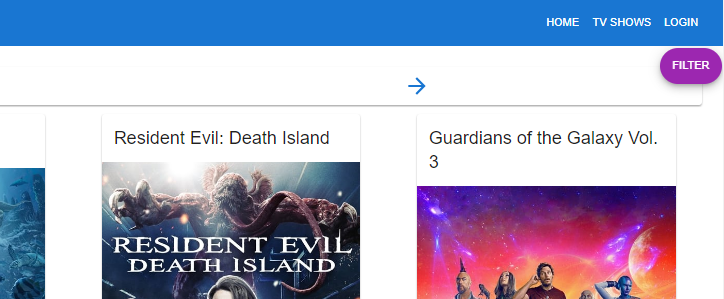 HOME TV SHOWS LOGIN
FILTER
Resident Evil: Death Island
Guardians of the Galaxy Vol.
3
RESIDENT EVIL
DEATH ISLAND